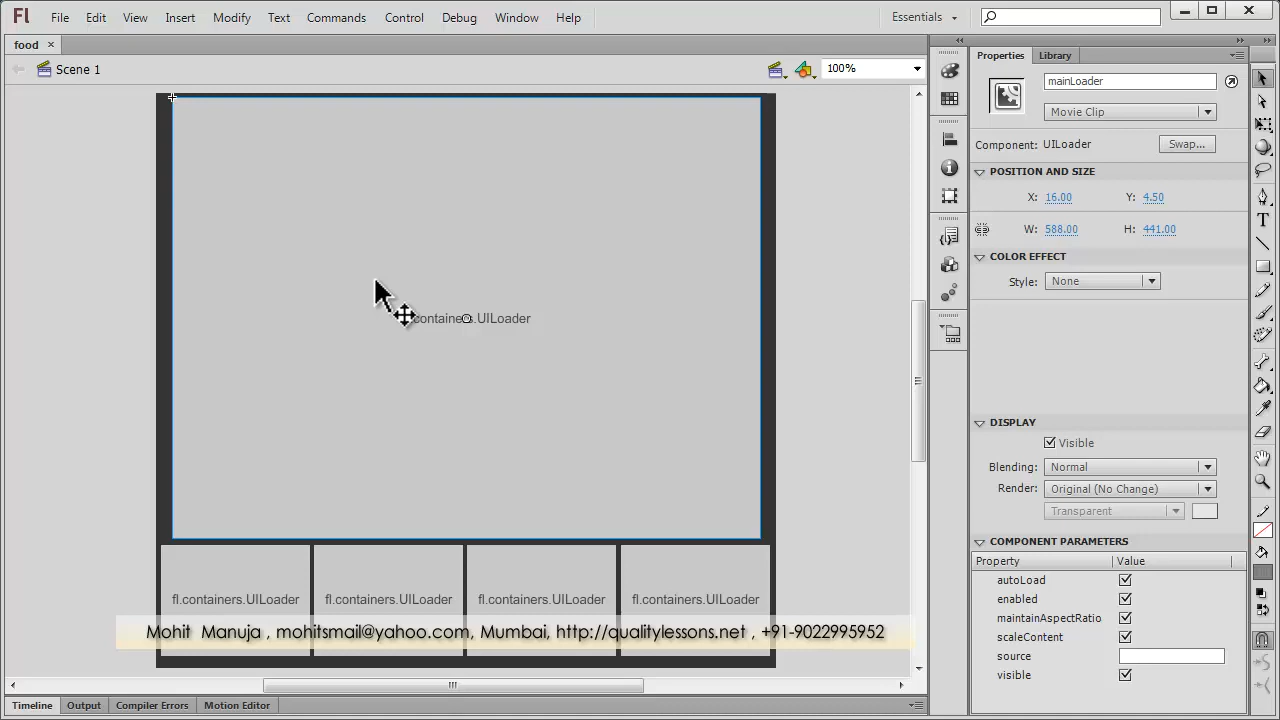 Fl File Edit View Insert Modify Text Commands Control Debug Window Help Essentials
food
Scene 1 100%
Properties Library
mainLoader
Movie Clip
Component: UILoader Swap...
POSITION AND SIZE
X: 16.00 Y: 4.50
W: 588.00 H: 441.00
COLOR EFFECT
Style: None
containers.UILoader
DISPLAY
Visible
Blending: Normal
Render: Original (No Change)
Transparent
COMPONENT PARAMETERS
Property Value
autoLoad
enabled
maintainAspectRatio
scaleContent
source
visible
fl.containers.UILoader fl.containers.UILoader fl.containers.UILoader fl.containers.UILoader
Mohit Manuja , mohitsmail@yahoo.com, Mumbai, http://qualitylessons.net , +91-9022995952
Timeline Output Compiler Errors Motion Editor